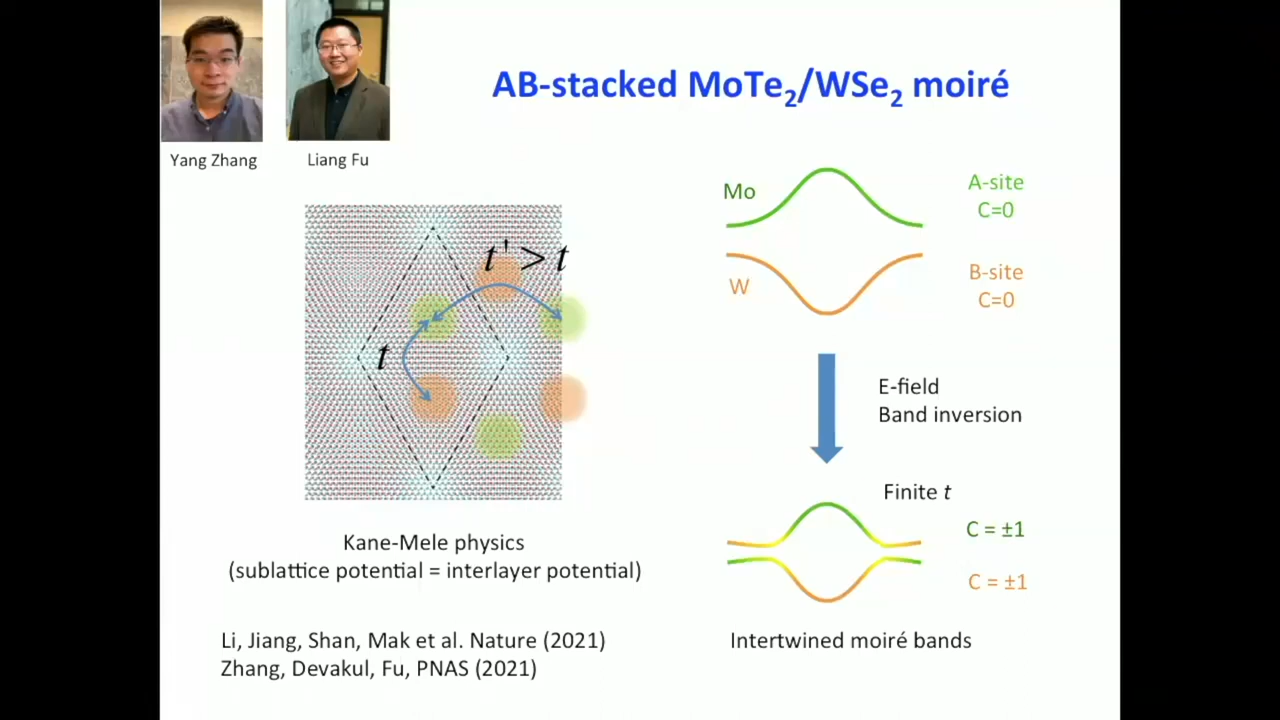 Yang Zhang
Liang Fu
AB-stacked MoTe₂/WSe₂ moiré
t' > t
t
Kane-Mele physics
(sublattice potential = interlayer potential)
Li, Jiang, Shan, Mak et al. Nature (2021)
Zhang, Devakul, Fu, PNAS (2021)
Mo
A-site
C=0
W
B-site
C=0
E-field
Band inversion
Finite t
C = ±1
C = ±1
Intertwined moiré bands